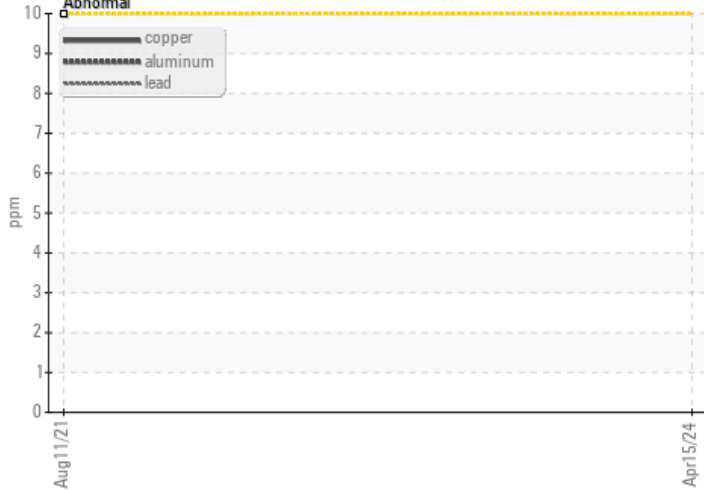 Abnormal
10
copper
9
aluminum
lead
8
7
6
ppm
5
4
3
2
1
0
Aug11/21
Apr15/24